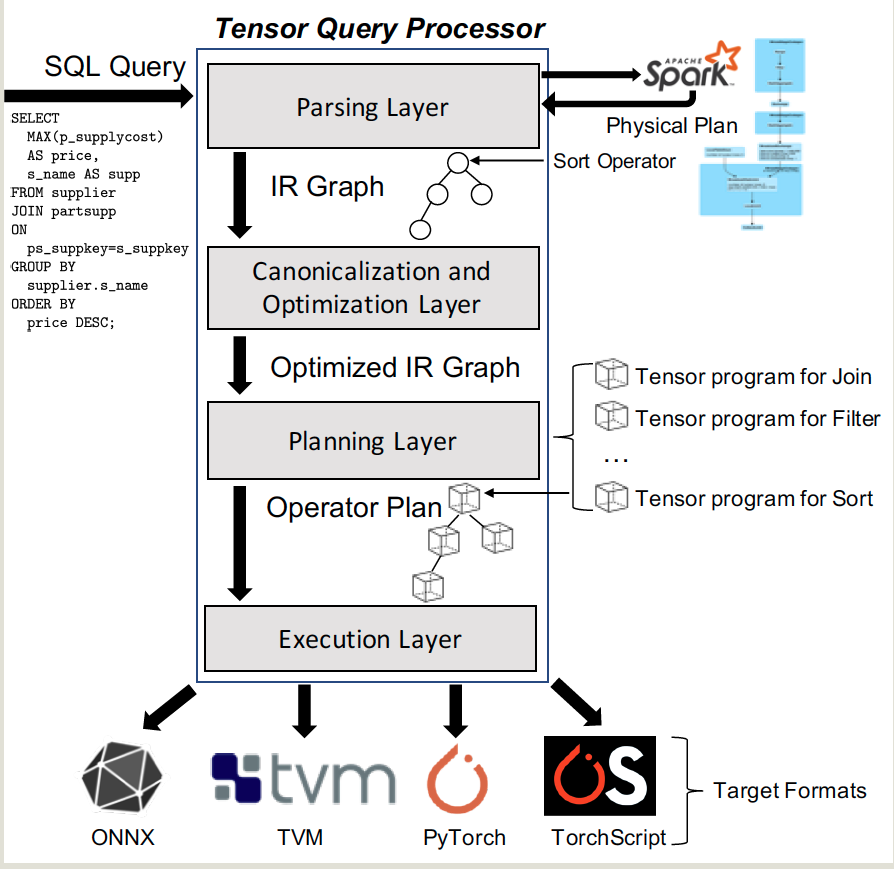 Tensor Query Processor
SQL Query
SELECT
MAX(p_supplycost)
AS price,
s_name AS supp
FROM supplier
JOIN partsupp
ON
ps_suppkey=s_suppkey
GROUP BY
supplier.s_name
ORDER BY
price DESC;
Parsing Layer
APACHE
Spark
Physical Plan
IR Graph
Sort Operator
Canonicalization and
Optimization Layer
Optimized IR Graph
Planning Layer
Tensor program for Join
Tensor program for Filter
...
Tensor program for Sort
Operator Plan
Execution Layer
tvm
S
ONNX
TVM
PyTorch
TorchScript
Target Formats